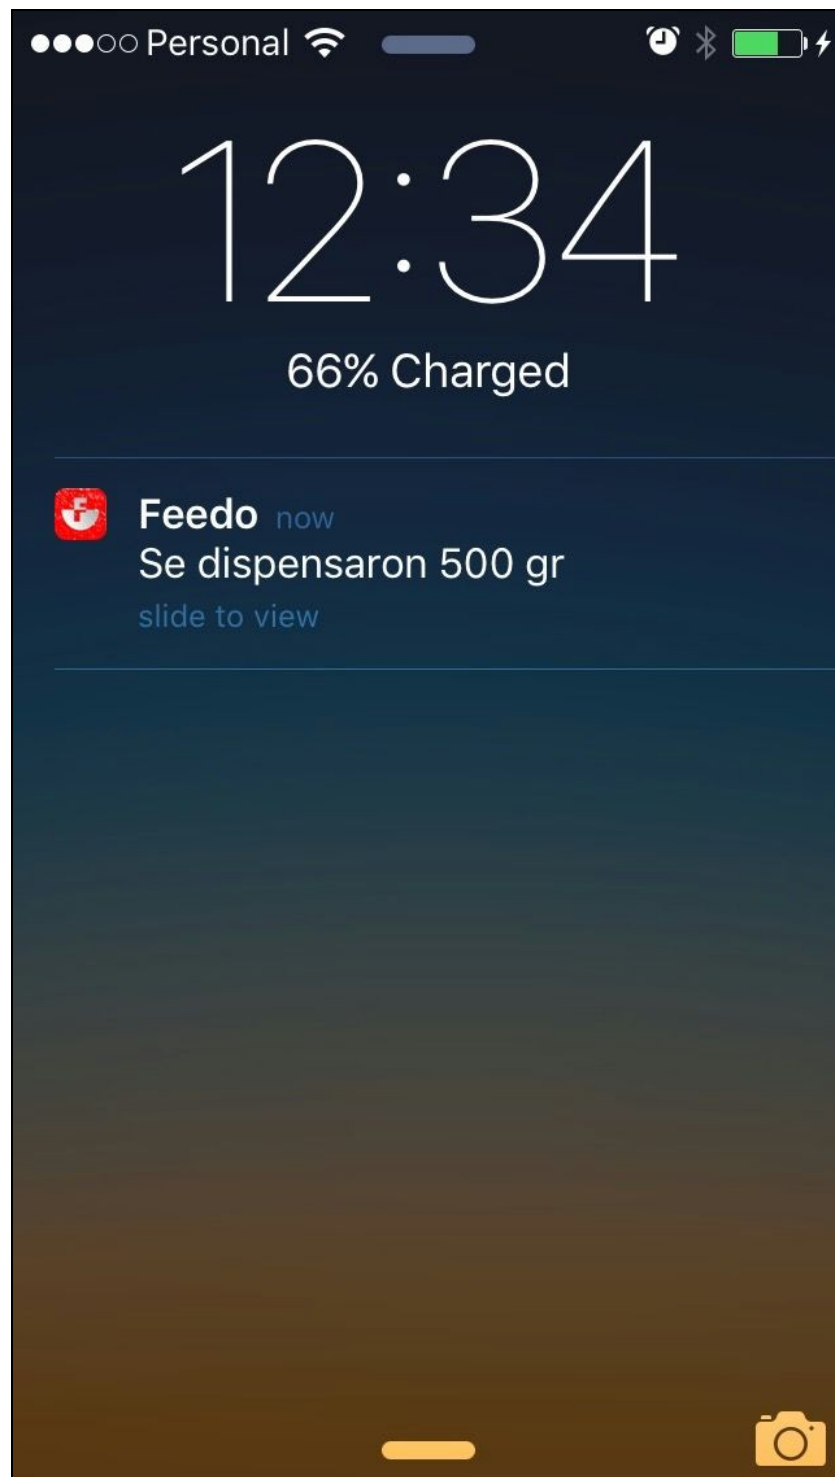 Personal
12:34
66% Charged
Feedo now
Se dispensaron 500 gr
slide to view